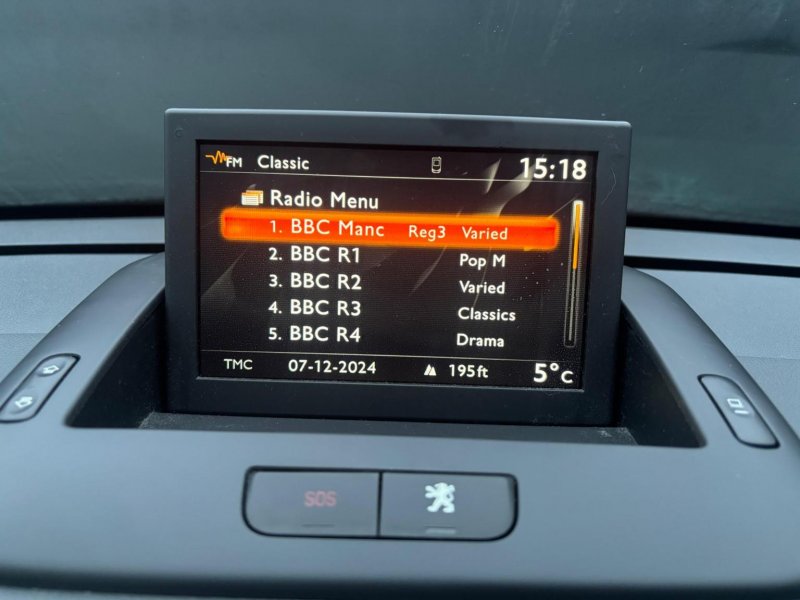 FM Classic 15:18
Radio Menu
1. BBC Manc Reg3 Varied
2. BBC R1 Pop M
3. BBC R2 Varied
4. BBC R3 Classics
5. BBC R4 Drama
TMC 07-12-2024 195ft 5°C
SOS